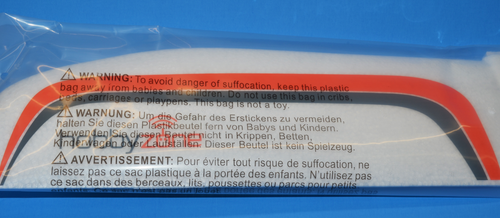 ⚠ WARNING: To avoid danger of suffocation, keep this plastic
bag away from babies and children. Do not use this bag in cribs,
carriages or playpens. This bag is not a toy.
⚠ WARNUNG: Um die Gefahr des Erstickens zu vermeiden,
halten Sie diesen Plastikbeutel fern von Babys und Kindern.
Verwenden Sie diesen Beutel nicht in Krippen, Betten,
Kinderwagen oder Laufställen. Dieser Beutel ist kein Spielzeug.
⚠ AVERTISSEMENT: Pour éviter tout risque de suffocation, ne
laissez pas ce sac plastique à la portée des enfants. N'utilisez pas
ce sac dans des berceaux, lits, poussettes ou parcs pour petits